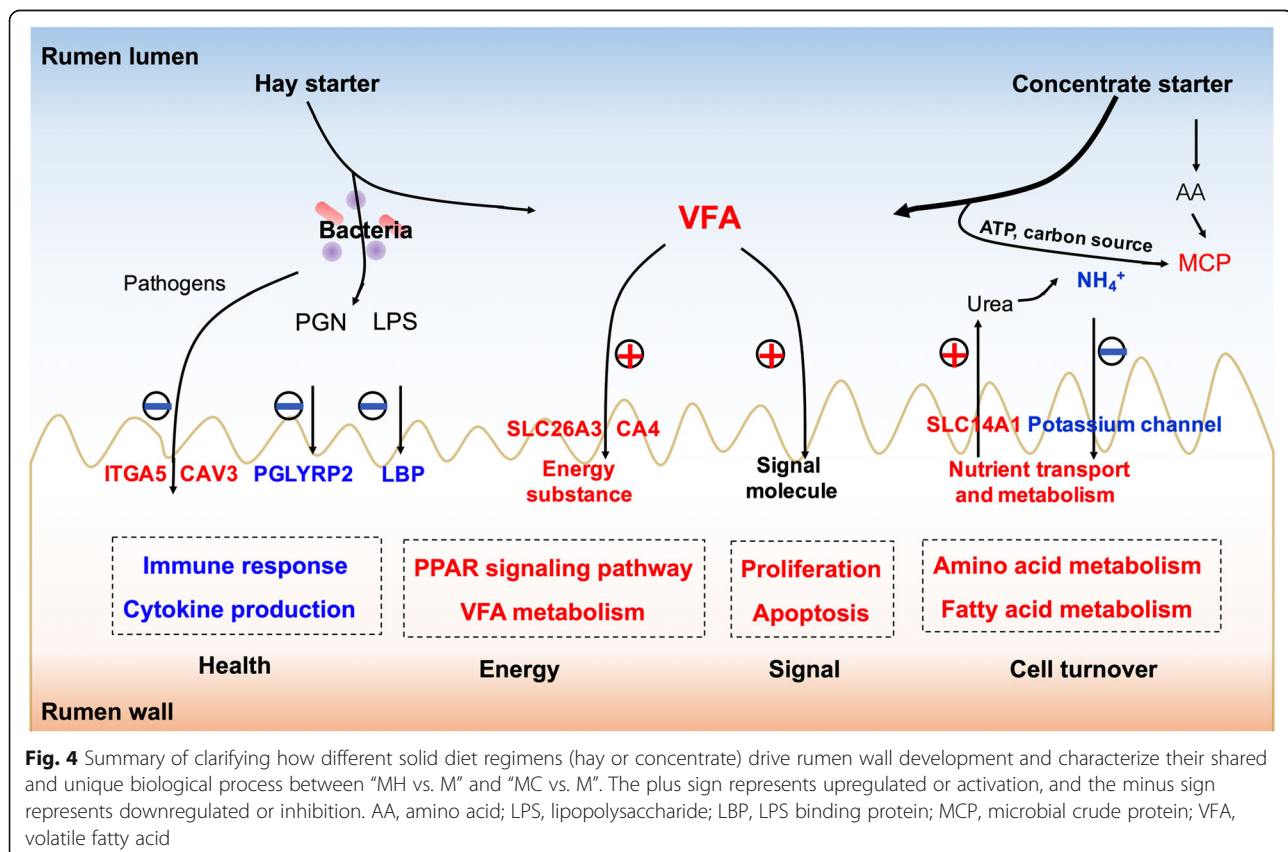 Rumen lumen
Hay starter
Concentrate starter
Bacteria
VFA
AA
ATP, carbon source
MCP
Pathogens
NH₄⁺
Urea
PGN LPS
SLC26A3 CA4
SLC14A1 Potassium channel
ITGA5 CAV3 PGLYRP2 LBP
Energy
substance
Signal
molecule
Nutrient transport
and metabolism
Immune response
Cytokine production
PPAR signaling pathway
VFA metabolism
Proliferation
Apoptosis
Amino acid metabolism
Fatty acid metabolism
Health
Energy
Signal
Cell turnover
Rumen wall
Fig. 4 Summary of clarifying how different solid diet regimens (hay or concentrate) drive rumen wall development and characterize their shared
and unique biological process between “MH vs. M” and “MC vs. M”. The plus sign represents upregulated or activation, and the minus sign
represents downregulated or inhibition. AA, amino acid; LPS, lipopolysaccharide; LBP, LPS binding protein; MCP, microbial crude protein; VFA,
volatile fatty acid